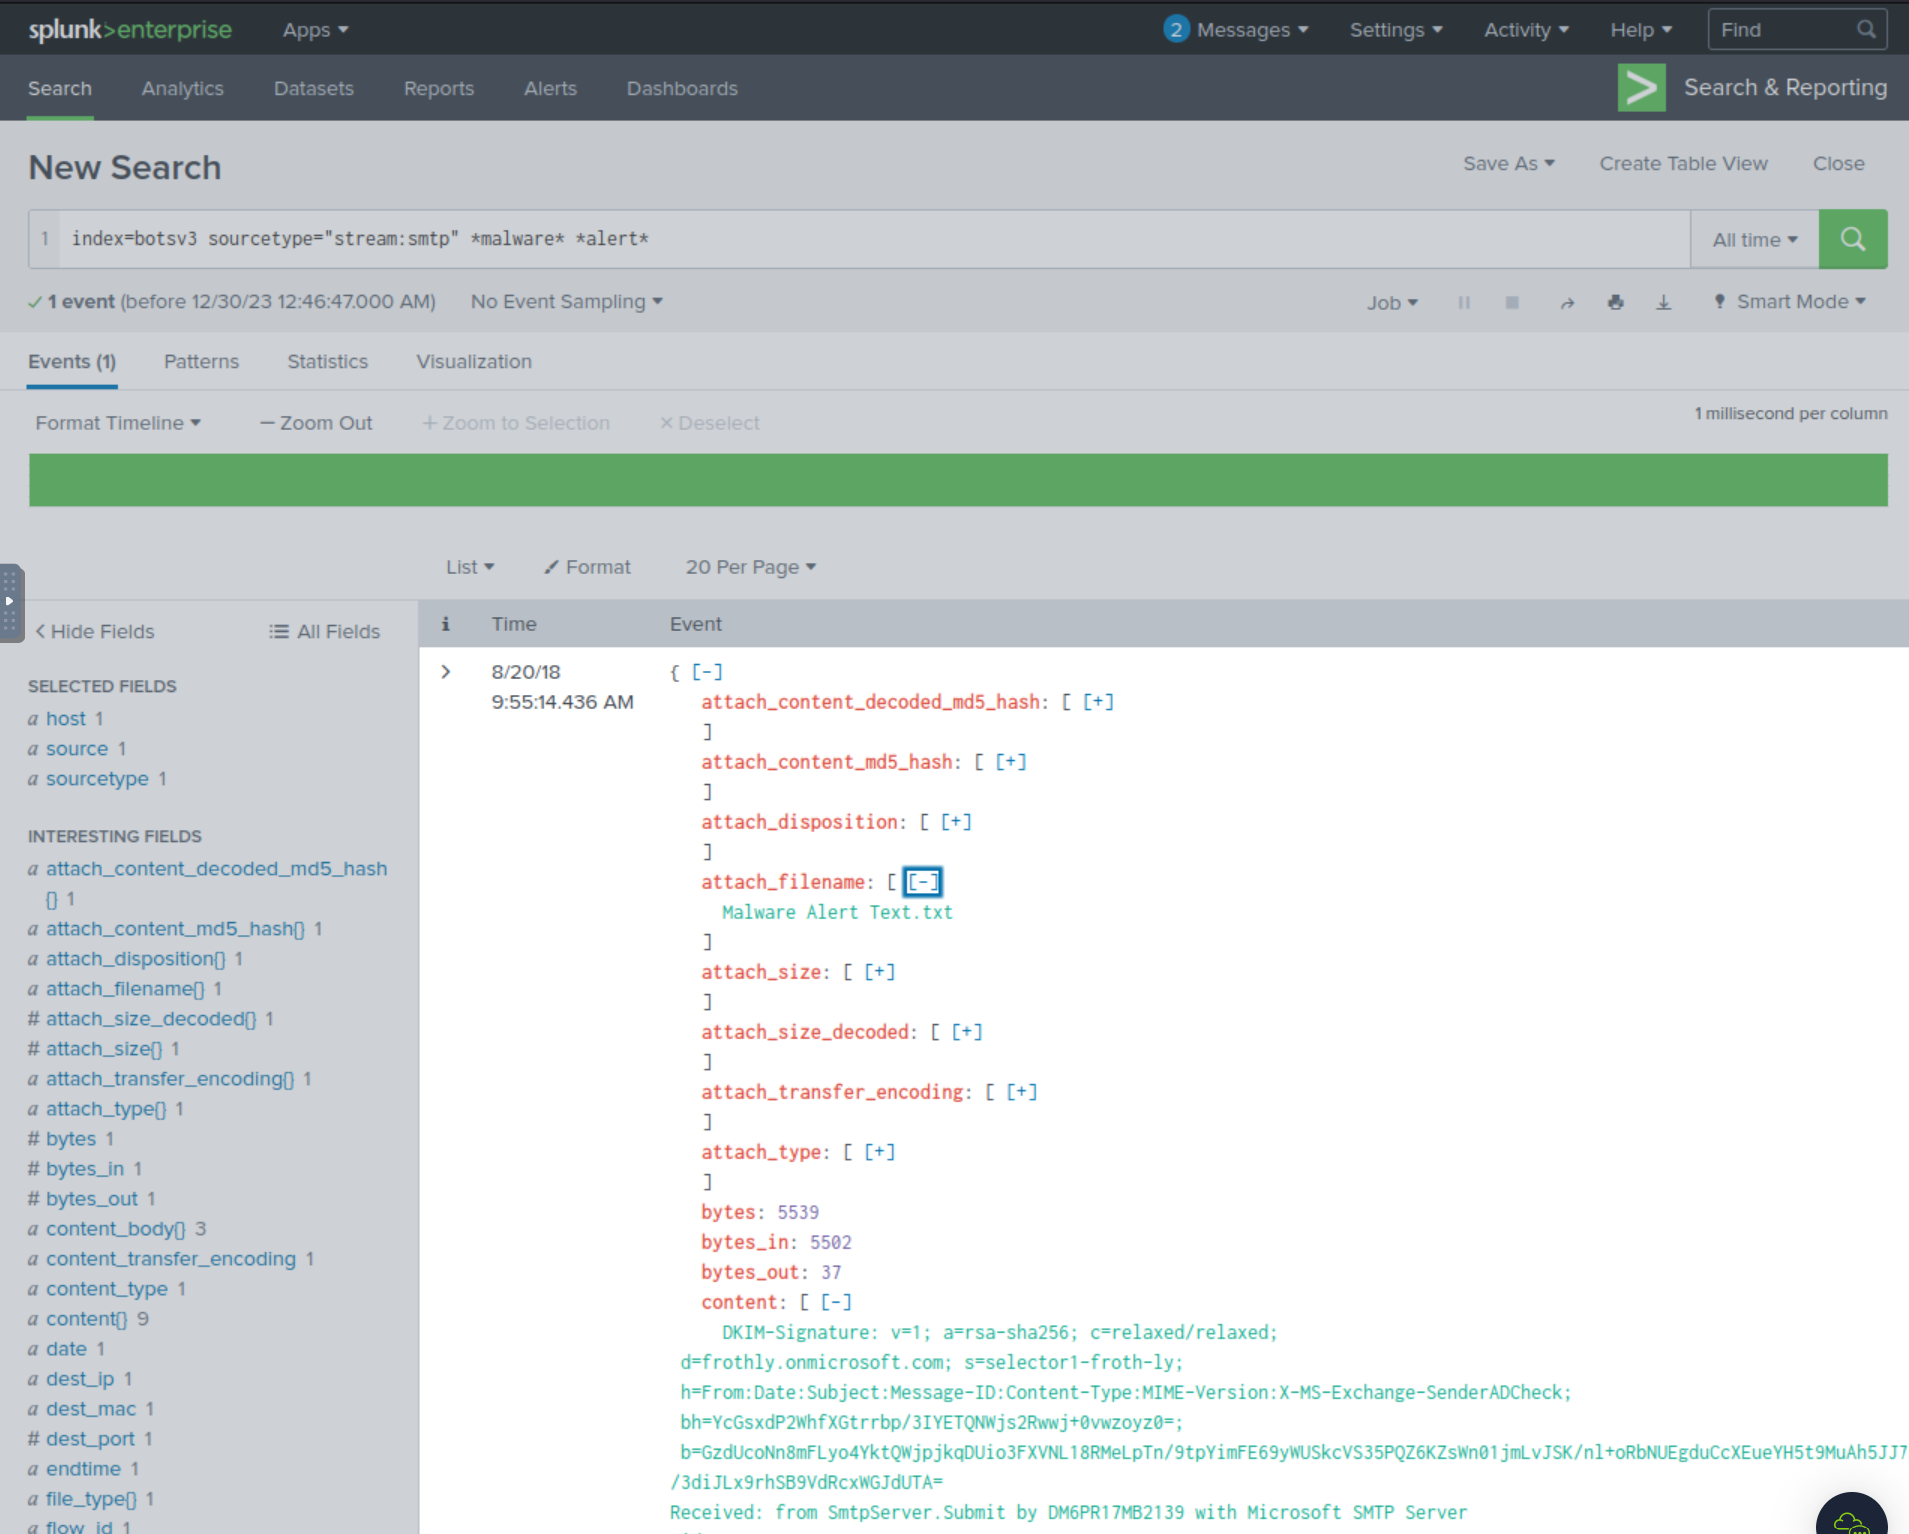 splunk>enterprise Apps 2 Messages Settings Activity Help Find
Search Analytics Datasets Reports Alerts Dashboards > Search & Reporting
New Search Save As Create Table View Close
1 index=botsv3 sourcetype="stream:smtp" *malware* *alert* All time
✓ 1 event (before 12/30/23 12:46:47.000 AM) No Event Sampling Job Smart Mode
Events (1) Patterns Statistics Visualization
Format Timeline — Zoom Out + Zoom to Selection × Deselect 1 millisecond per column
List Format 20 Per Page
< Hide Fields All Fields
SELECTED FIELDS
a host 1
a source 1
a sourcetype 1
INTERESTING FIELDS
a attach_content_decoded_md5_hash
{} 1
a attach_content_md5_hash{} 1
a attach_disposition{} 1
a attach_filename{} 1
# attach_size_decoded{} 1
# attach_size{} 1
a attach_transfer_encoding{} 1
a attach_type{} 1
# bytes 1
# bytes_in 1
# bytes_out 1
a content_body{} 3
a content_transfer_encoding 1
a content_type 1
a content{} 9
a date 1
a dest_ip 1
a dest_mac 1
# dest_port 1
a endtime 1
a file_type{} 1
a flow_id 1
i Time Event
> 8/20/18
9:55:14.436 AM
{ [-]
attach_content_decoded_md5_hash: [ [+]
]
attach_content_md5_hash: [ [+]
]
attach_disposition: [ [+]
]
attach_filename: [ [-]
Malware Alert Text.txt
]
attach_size: [ [+]
]
attach_size_decoded: [ [+]
]
attach_transfer_encoding: [ [+]
]
attach_type: [ [+]
]
bytes: 5539
bytes_in: 5502
bytes_out: 37
content: [ [-]
DKIM-Signature: v=1; a=rsa-sha256; c=relaxed/relaxed;
d=frothly.onmicrosoft.com; s=selector1-froth-ly;
h=From:Date:Subject:Message-ID:Content-Type:MIME-Version:X-MS-Exchange-SenderADCheck;
bh=YcGsxdP2WhfXGtrrbp/3IYETQNWjs2Rwwj+0vwzoyz0=;
b=GzdUcoNn8mFLyo4YktQWjpjkqDUio3FXVNL18RMeLpTn/9tpYimFE69yWUSkcVS35PQZ6KZsWn01jmLvJSK/nl+oRbNUEgduCcXEueYH5t9MuAh5JJ7
/3diJLx9rhSB9VdRcxWGJdUTA=
Received: from SmtpServer.Submit by DM6PR17MB2139 with Microsoft SMTP Server